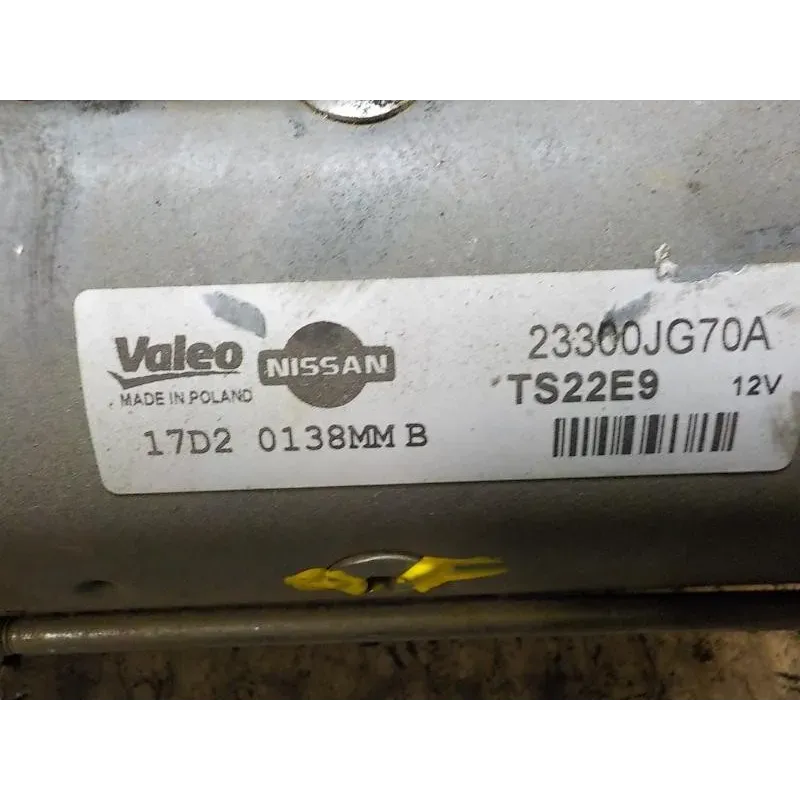 Valeo
MADE IN POLAND
NISSAN
23300JG70A
TS22E9 12V
17D2 0138MM B